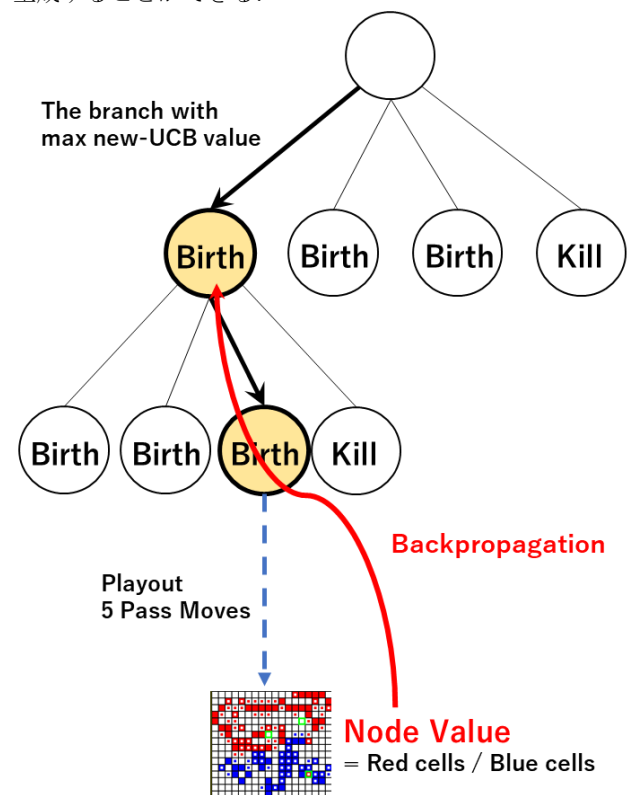 The branch with
max new-UCB value
Birth
Birth
Birth
Kill
Birth
Birth
Birth
Kill
Backpropagation
Playout
5 Pass Moves
Node Value
= Red cells / Blue cells